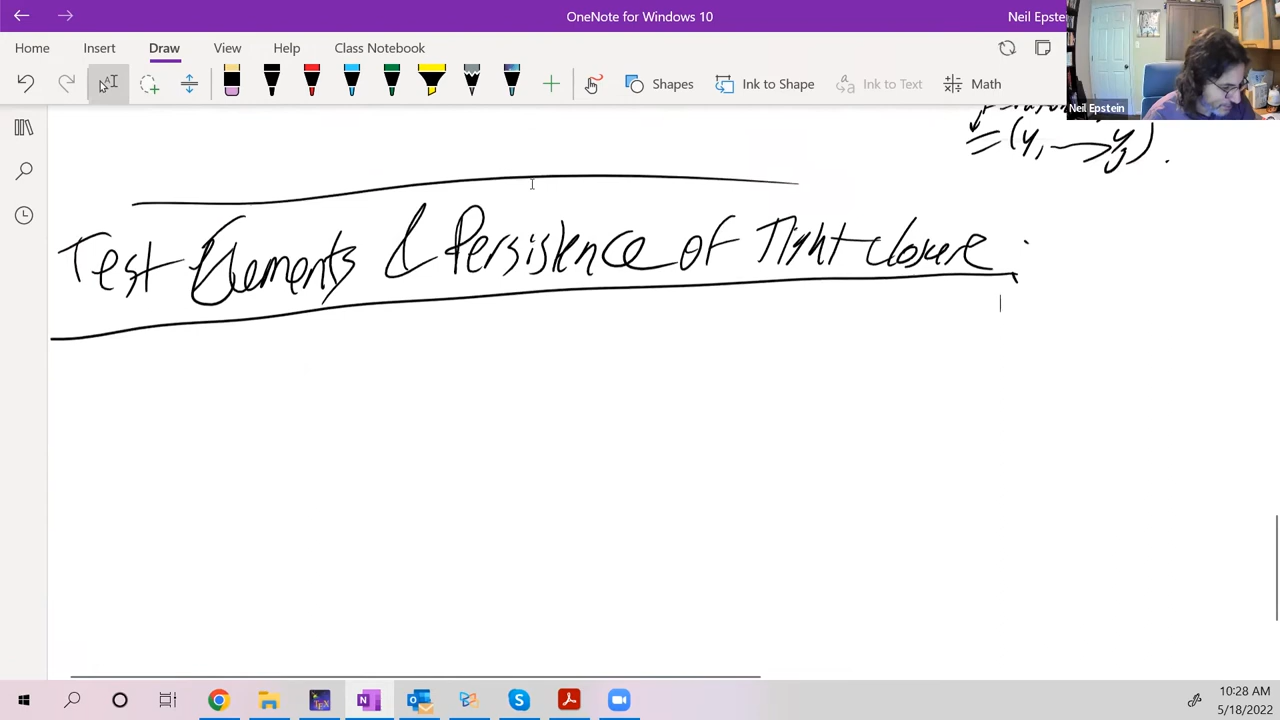 OneNote for Windows 10
Neil Epste
Home Insert Draw View Help Class Notebook
Shapes Ink to Shape Ink to Text Math
Neil Epstein
= (y, → y).
Test Elements & Persistence of Tight closure.
10:28 AM
5/18/2022